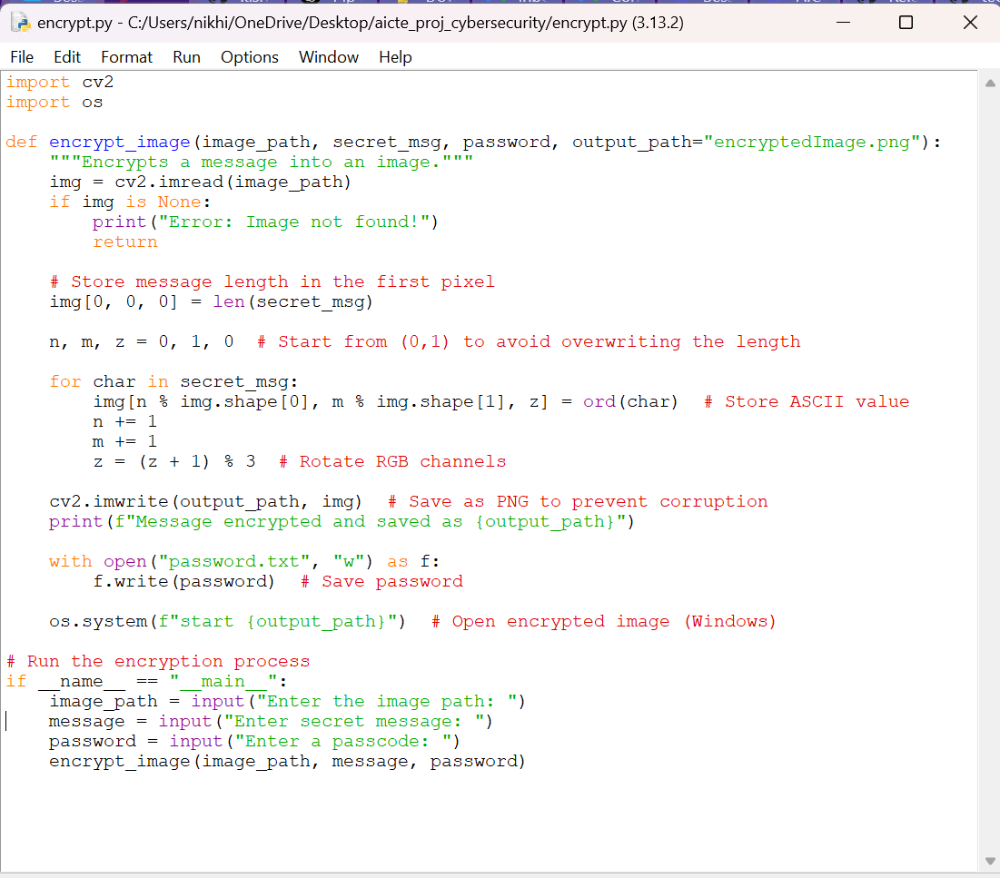 encrypt.py - C:/Users/nikhi/OneDrive/Desktop/aicte_proj_cybersecurity/encrypt.py (3.13.2)
File Edit Format Run Options Window Help
import cv2
import os

def encrypt_image(image_path, secret_msg, password, output_path="encryptedImage.png"):
    """Encrypts a message into an image."""
    img = cv2.imread(image_path)
    if img is None:
        print("Error: Image not found!")
        return

    # Store message length in the first pixel
    img[0, 0, 0] = len(secret_msg)

    n, m, z = 0, 1, 0  # Start from (0,1) to avoid overwriting the length

    for char in secret_msg:
        img[n % img.shape[0], m % img.shape[1], z] = ord(char)  # Store ASCII value
        n += 1
        m += 1
        z = (z + 1) % 3  # Rotate RGB channels

    cv2.imwrite(output_path, img)  # Save as PNG to prevent corruption
    print(f"Message encrypted and saved as {output_path}")

    with open("password.txt", "w") as f:
        f.write(password)  # Save password

    os.system(f"start {output_path}")  # Open encrypted image (Windows)

# Run the encryption process
if __name__ == "__main__":
    image_path = input("Enter the image path: ")
    message = input("Enter secret message: ")
    password = input("Enter a passcode: ")
    encrypt_image(image_path, message, password)